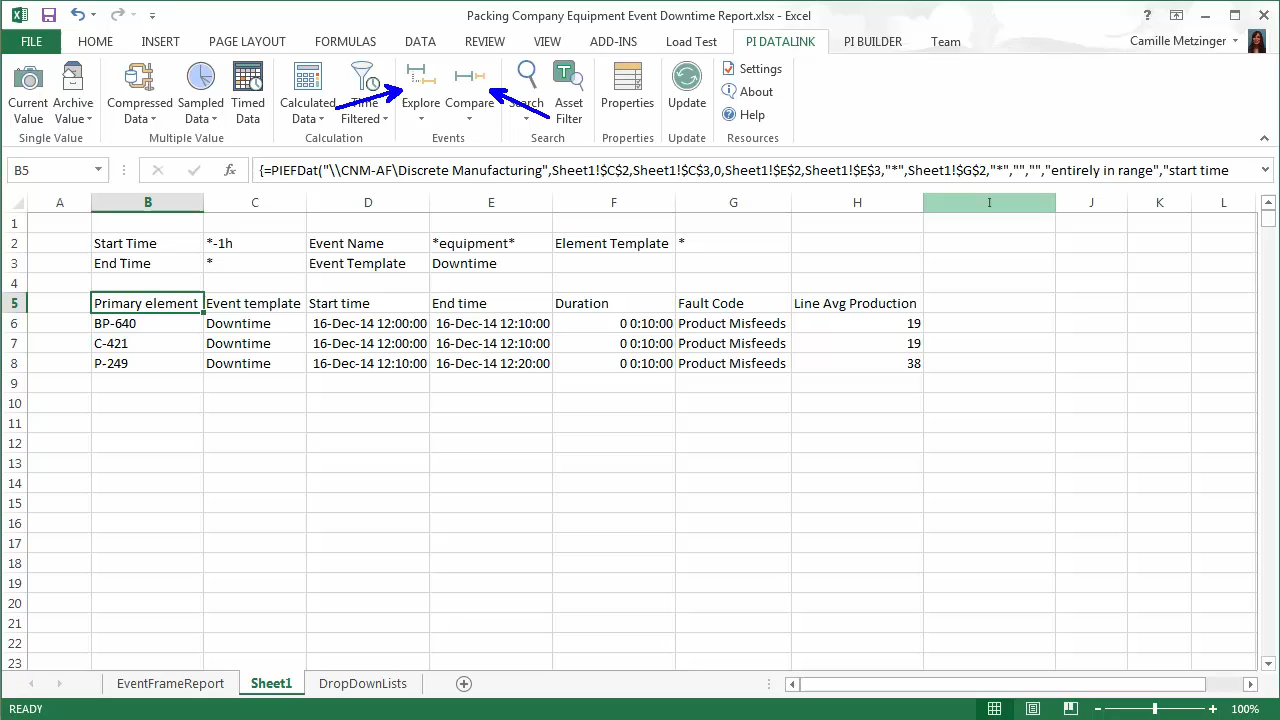 Packing Company Equipment Event Downtime Report.xlsx - Excel
FILE HOME INSERT PAGE LAYOUT FORMULAS DATA REVIEW VIEW ADD-INS Load Test PI DATALINK PI BUILDER Team Camille Metzinger
Current Value Archive Value Compressed Data Sampled Data Timed Data Calculated Data Time Filtered Explore Compare Search Asset Filter Properties Update Settings About Help
Single Value Multiple Value Calculation Events Search Properties Update Resources
B5 fx {=PIEFDat("\\CNM-AF\Discrete Manufacturing",Sheet1!$C$2,Sheet1!$C$3,0,Sheet1!$E$2,Sheet1!$E$3,"*",Sheet1!$G$2,"*","","","entirely in range","start time
A B C D E F G H I J K L
1
2 Start Time *-1h Event Name *equipment* Element Template *
3 End Time * Event Template Downtime
4
5 Primary element Event template Start time End time Duration Fault Code Line Avg Production
6 BP-640 Downtime 16-Dec-14 12:00:00 16-Dec-14 12:10:00 0 0:10:00 Product Misfeeds 19
7 C-421 Downtime 16-Dec-14 12:00:00 16-Dec-14 12:10:00 0 0:10:00 Product Misfeeds 19
8 P-249 Downtime 16-Dec-14 12:10:00 16-Dec-14 12:20:00 0 0:10:00 Product Misfeeds 38
9
10
11
12
13
14
15
16
17
18
19
20
21
22
23
EventFrameReport Sheet1 DropDownLists
READY 100%